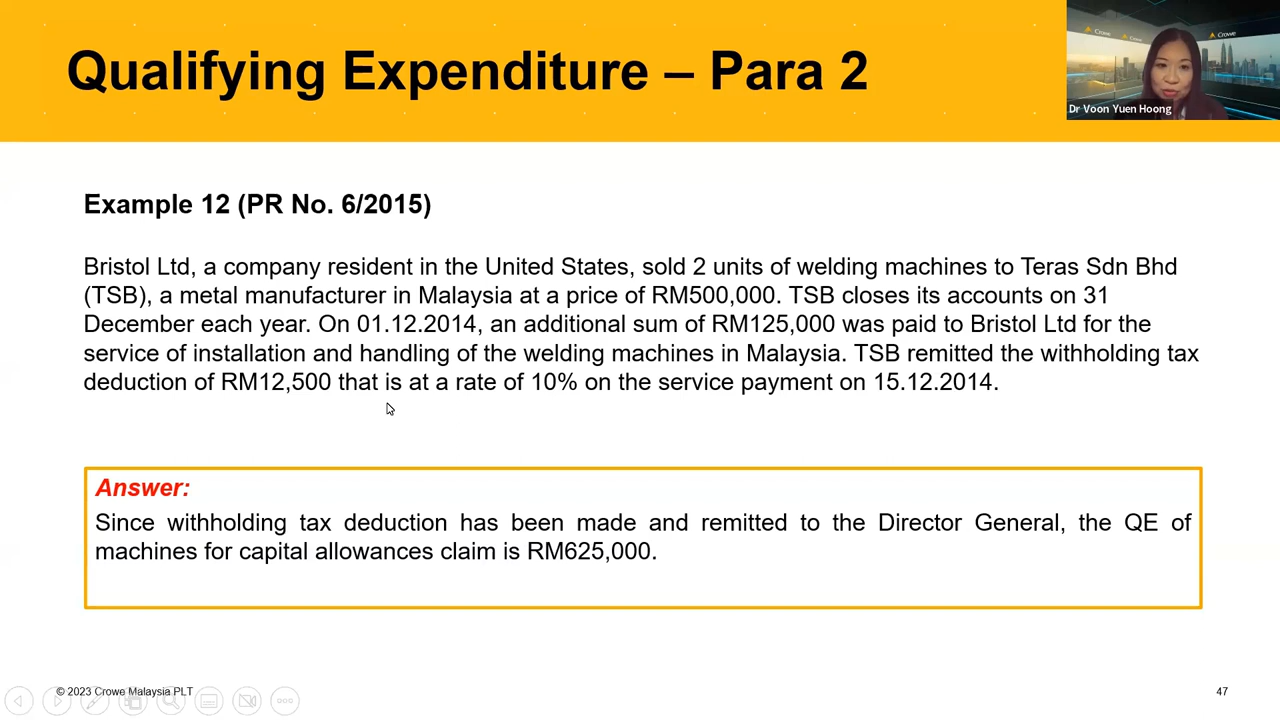 Qualifying Expenditure – Para 2
Crowe
Crowe
Crowe
Dr Voon Yuen Hoong
Example 12 (PR No. 6/2015)
Bristol Ltd, a company resident in the United States, sold 2 units of welding machines to Teras Sdn Bhd
(TSB), a metal manufacturer in Malaysia at a price of RM500,000. TSB closes its accounts on 31
December each year. On 01.12.2014, an additional sum of RM125,000 was paid to Bristol Ltd for the
service of installation and handling of the welding machines in Malaysia. TSB remitted the withholding tax
deduction of RM12,500 that is at a rate of 10% on the service payment on 15.12.2014.
Answer:
Since withholding tax deduction has been made and remitted to the Director General, the QE of
machines for capital allowances claim is RM625,000.
© 2023 Crowe Malaysia PLT
47